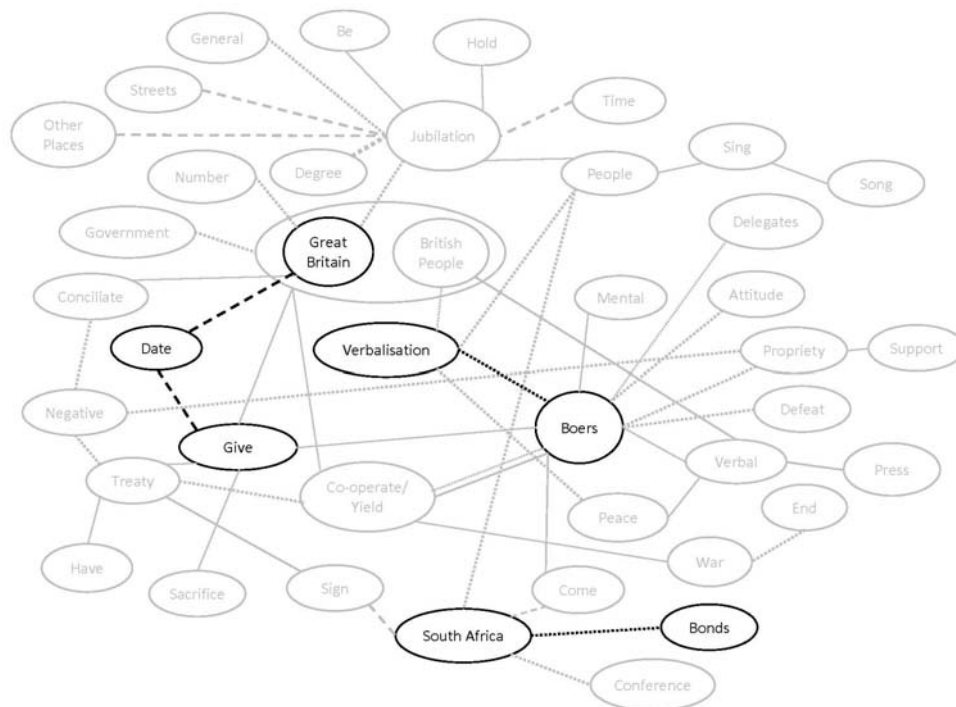 Be
General
Hold
Streets
Time
Other
Places
Jubilation
Sing
Number
Degree
People
Song
Delegates
Government
Great
Britain
British
People
Conciliate
Mental
Attitude
Date
Verbalisation
Propriety
Support
Negative
Defeat
Boers
Give
Treaty
Co-operate/
Yield
Verbal
Press
Peace
End
Have
War
Sacrifice
Sign
Come
South Africa
Bonds
Conference